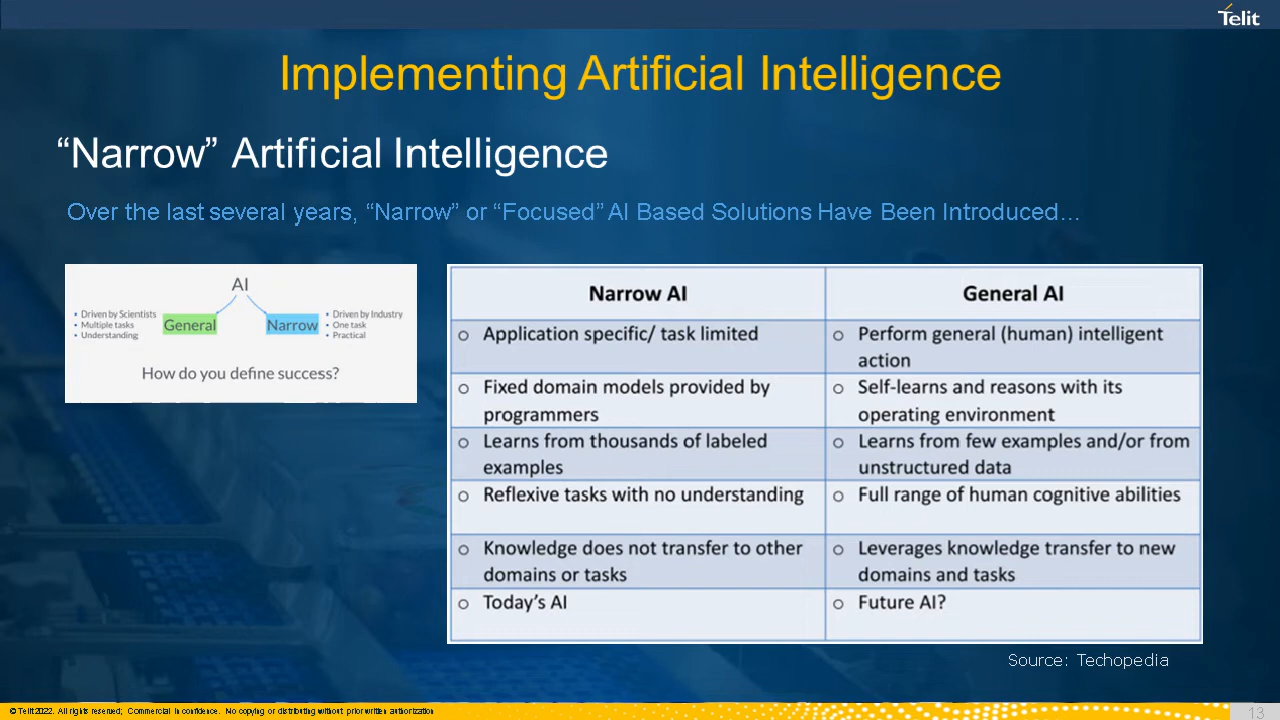 Telit
Implementing Artificial Intelligence
“Narrow” Artificial Intelligence
Over the last several years, “Narrow” or “Focused” AI Based Solutions Have Been Introduced…
AI
▪ Driven by Scientists
▪ Multiple tasks
▪ Understanding
General
Narrow
▪ Driven by Industry
▪ One task
▪ Practical
How do you define success?
Narrow AI
General AI
o Application specific/ task limited
o Perform general (human) intelligent
action
o Fixed domain models provided by
programmers
o Self-learns and reasons with its
operating environment
o Learns from thousands of labeled
examples
o Learns from few examples and/or from
unstructured data
o Reflexive tasks with no understanding
o Full range of human cognitive abilities
o Knowledge does not transfer to other
domains or tasks
o Leverages knowledge transfer to new
domains and tasks
o Today’s AI
o Future AI?
Source: Techopedia
© Telit 2022. All rights reserved; Commercial in confidence. No copying or distributing without prior written authorization
13